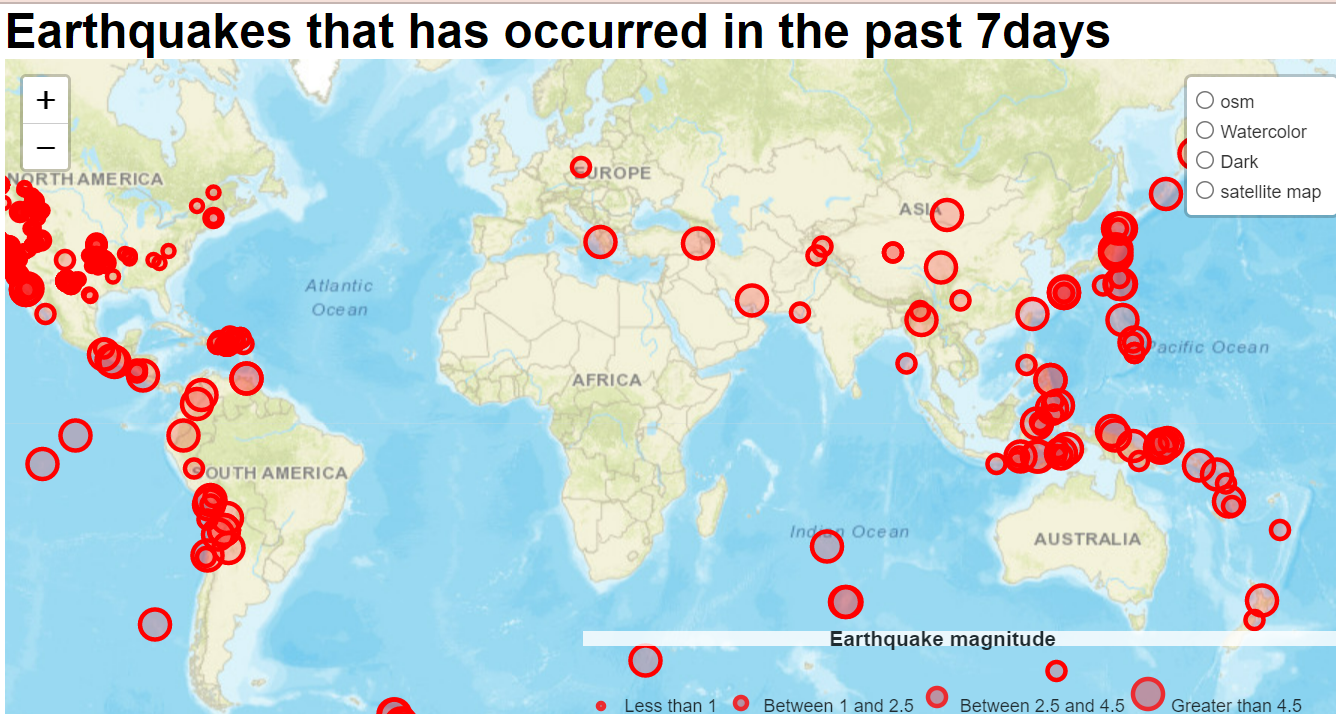 Earthquakes that has occurred in the past 7days
+
−
osm
Watercolor
Dark
satellite map
NORTH AMERICA
EUROPE
ASIA
Atlantic
Ocean
Pacific Ocean
AFRICA
SOUTH AMERICA
Indian Ocean
AUSTRALIA
Earthquake magnitude
Less than 1 Between 1 and 2.5 Between 2.5 and 4.5 Greater than 4.5